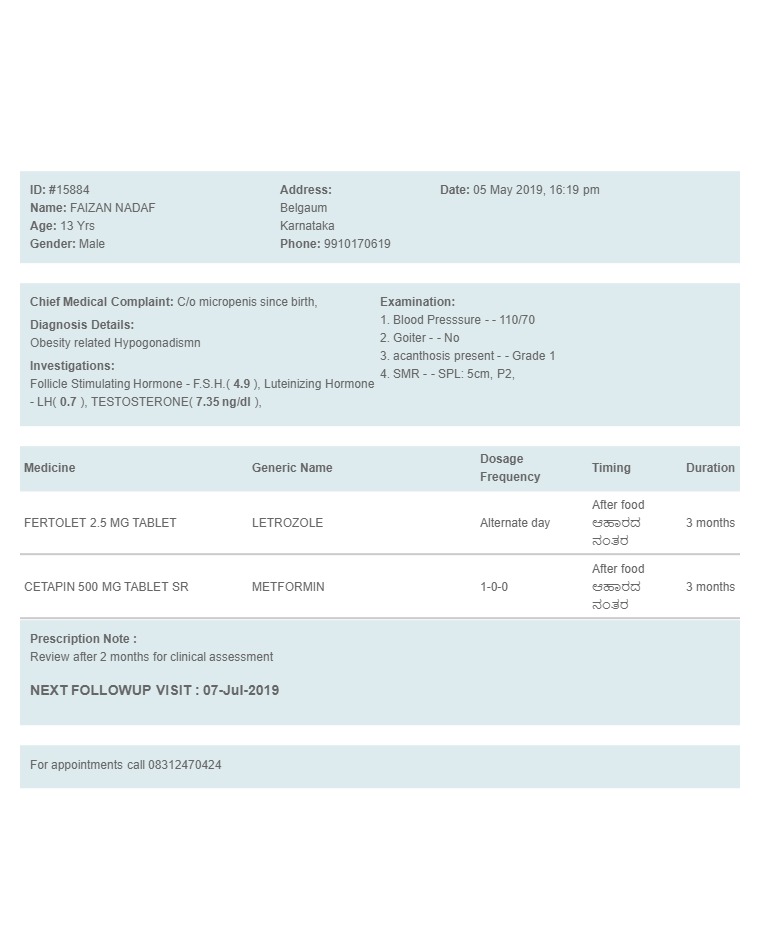 ID: #15884
Name: FAIZAN NADAF
Age: 13 Yrs
Gender: Male
Address:
Belgaum
Karnataka
Phone: 9910170619
Date: 05 May 2019, 16:19 pm
Chief Medical Complaint: C/o micropenis since birth,
Diagnosis Details:
Obesity related Hypogonadismn
Investigations:
Follicle Stimulating Hormone - F.S.H.( 4.9 ), Luteinizing Hormone
- LH( 0.7 ), TESTOSTERONE( 7.35 ng/dl ),
Examination:
1. Blood Presssure - - 110/70
2. Goiter - - No
3. acanthosis present - - Grade 1
4. SMR - - SPL: 5cm, P2,
Medicine Generic Name Dosage Frequency Timing Duration
FERTOLET 2.5 MG TABLET LETROZOLE Alternate day After food ಆಹಾರದ ನಂತರ 3 months
CETAPIN 500 MG TABLET SR METFORMIN 1-0-0 After food ಆಹಾರದ ನಂತರ 3 months
Prescription Note :
Review after 2 months for clinical assessment
NEXT FOLLOWUP VISIT : 07-Jul-2019
For appointments call 08312470424